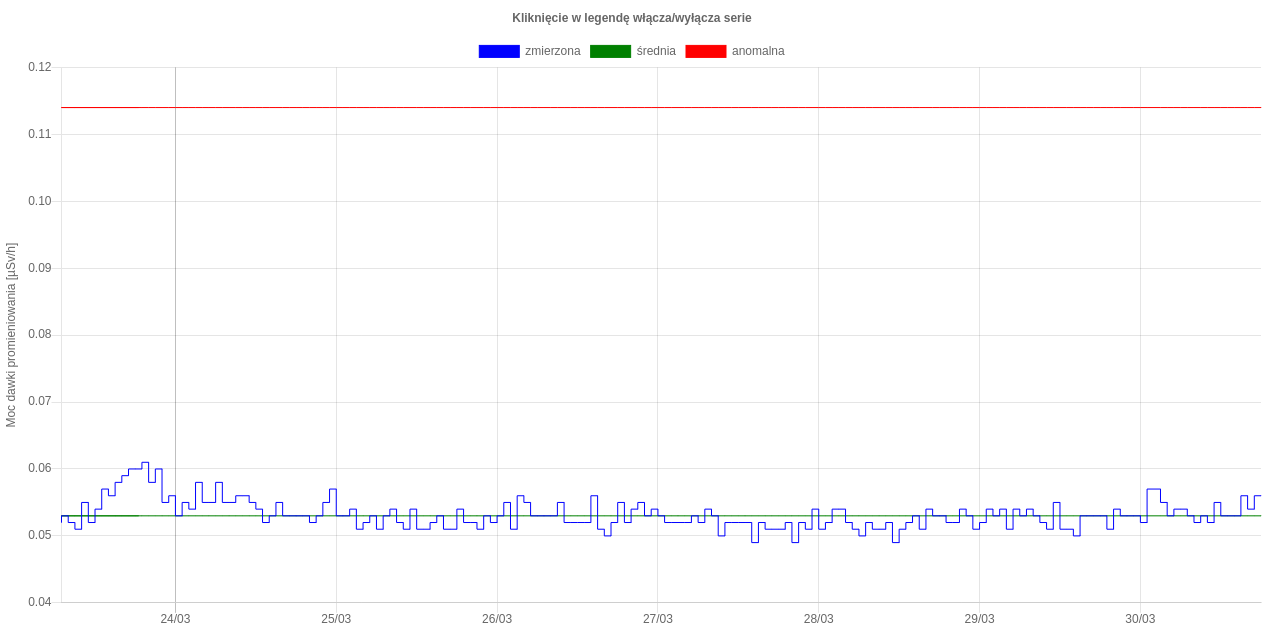 Kliknięcie w legendę włącza/wyłącza serie
zmierzona średnia anomalna
Moc dawki promieniowania [µSv/h]
0.12
0.11
0.10
0.09
0.08
0.07
0.06
0.05
0.04
24/03 25/03 26/03 27/03 28/03 29/03 30/03